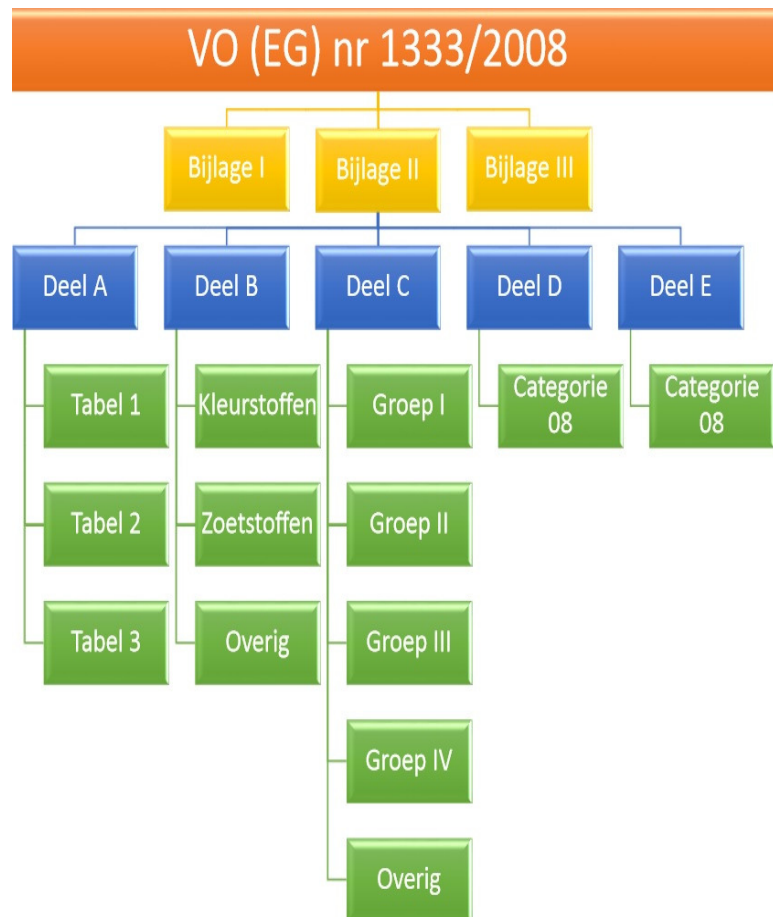 VO (EG) nr 1333/2008
Bijlage I
Bijlage II
Bijlage III
Deel A
Deel B
Deel C
Deel D
Deel E
Tabel 1
Kleurstoffen
Groep I
Categorie
08
Categorie
08
Tabel 2
Zoetstoffen
Groep II
Tabel 3
Overig
Groep III
Groep IV
Overig